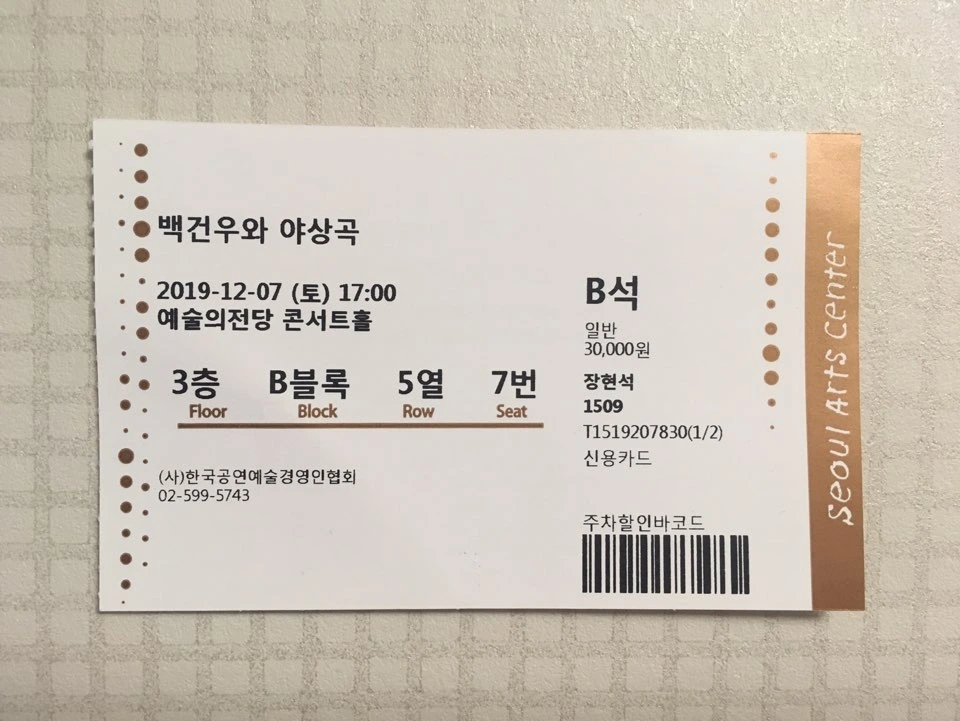 백건우와 야상곡
2019-12-07 (토) 17:00
예술의전당 콘서트홀
3층 B블록 5열 7번
Floor Block Row Seat
(사)한국공연예술경영인협회
02-599-5743
B석
일반
30,000원
장현석
1509
T1519207830(1/2)
신용카드
주차할인바코드
Seoul Arts Center